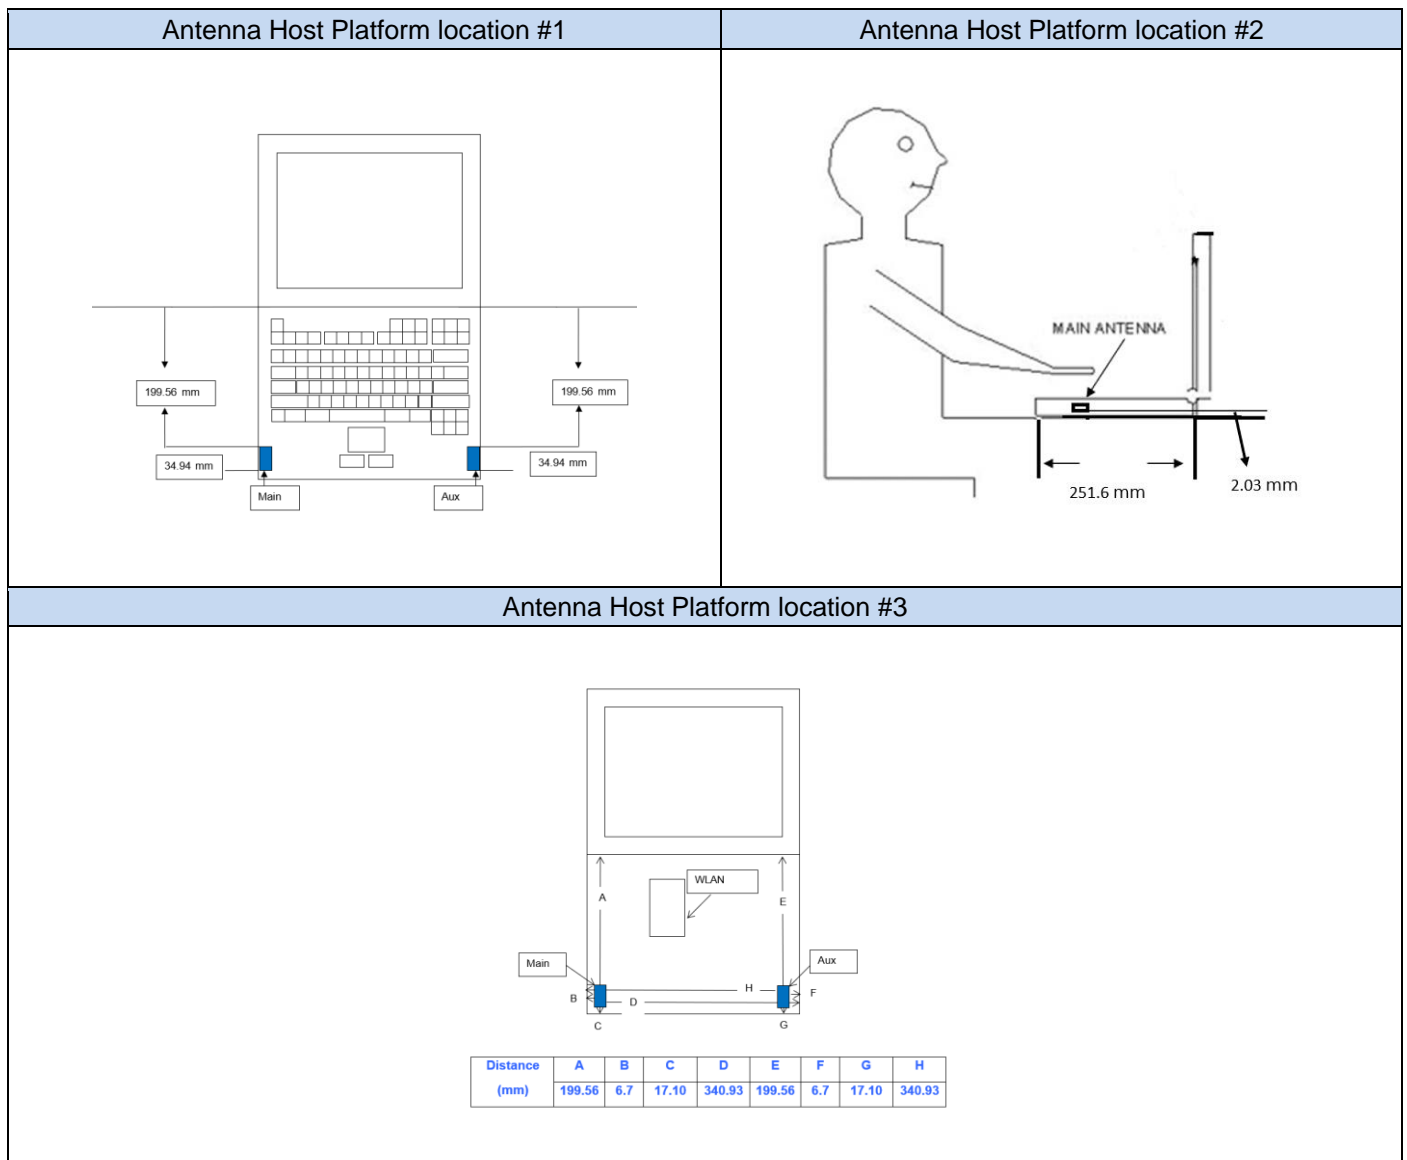 Antenna Host Platform location #1
Antenna Host Platform location #2
199.56 mm
199.56 mm
34.94 mm
34.94 mm
Main
Aux
MAIN ANTENNA
251.6 mm
2.03 mm
Antenna Host Platform location #3
WLAN
A
E
Main
Aux
H
B
D
F
C
G
Distance A B C D E F G H
(mm) 199.56 6.7 17.10 340.93 199.56 6.7 17.10 340.93